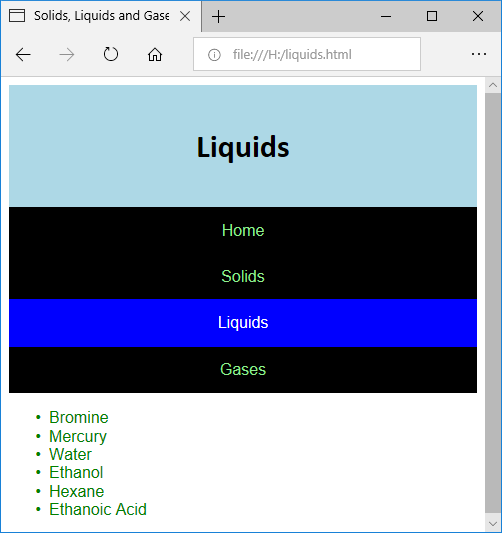 Solids, Liquids and Gase
file:///H:/liquids.html
Liquids
Home
Solids
Liquids
Gases
• Bromine
• Mercury
• Water
• Ethanol
• Hexane
• Ethanoic Acid